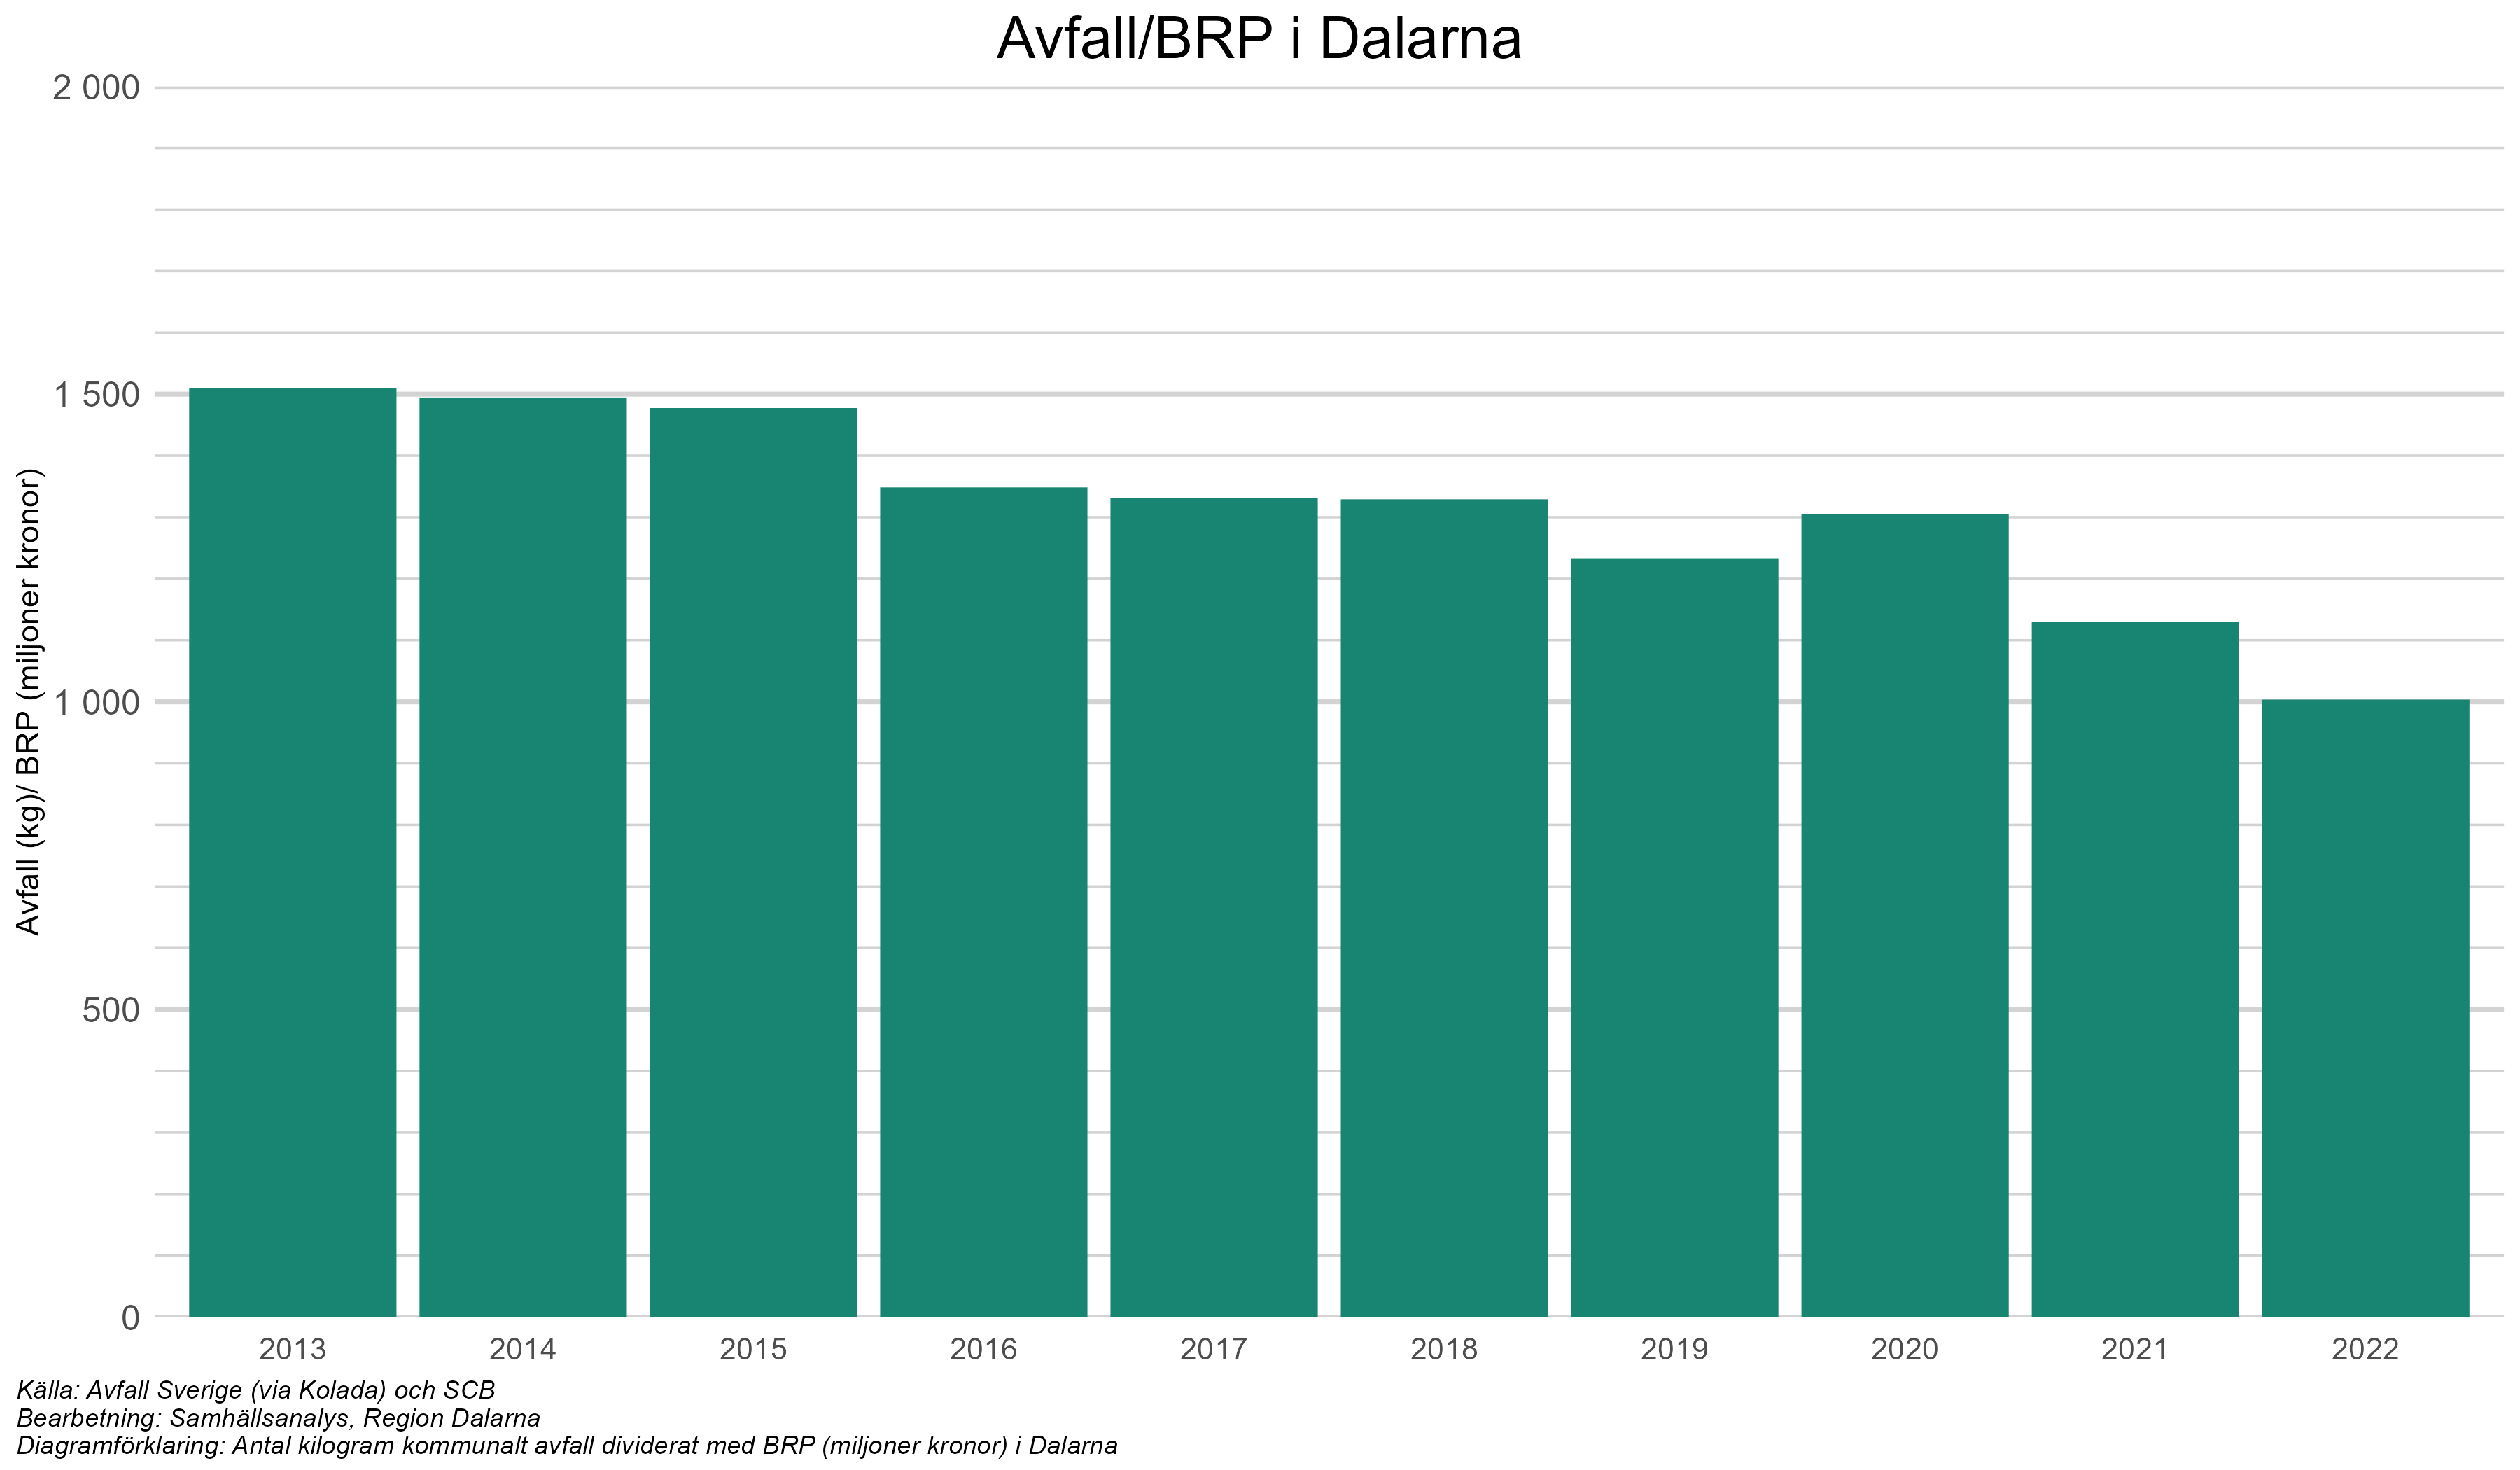 Avfall/BRP i Dalarna
2 000
1 500
1 000
500
0
Avfall (kg)/ BRP (miljoner kronor)
2013 2014 2015 2016 2017 2018 2019 2020 2021 2022
Källa: Avfall Sverige (via Kolada) och SCB
Bearbetning: Samhällsanalys, Region Dalarna
Diagramförklaring: Antal kilogram kommunalt avfall dividerat med BRP (miljoner kronor) i Dalarna